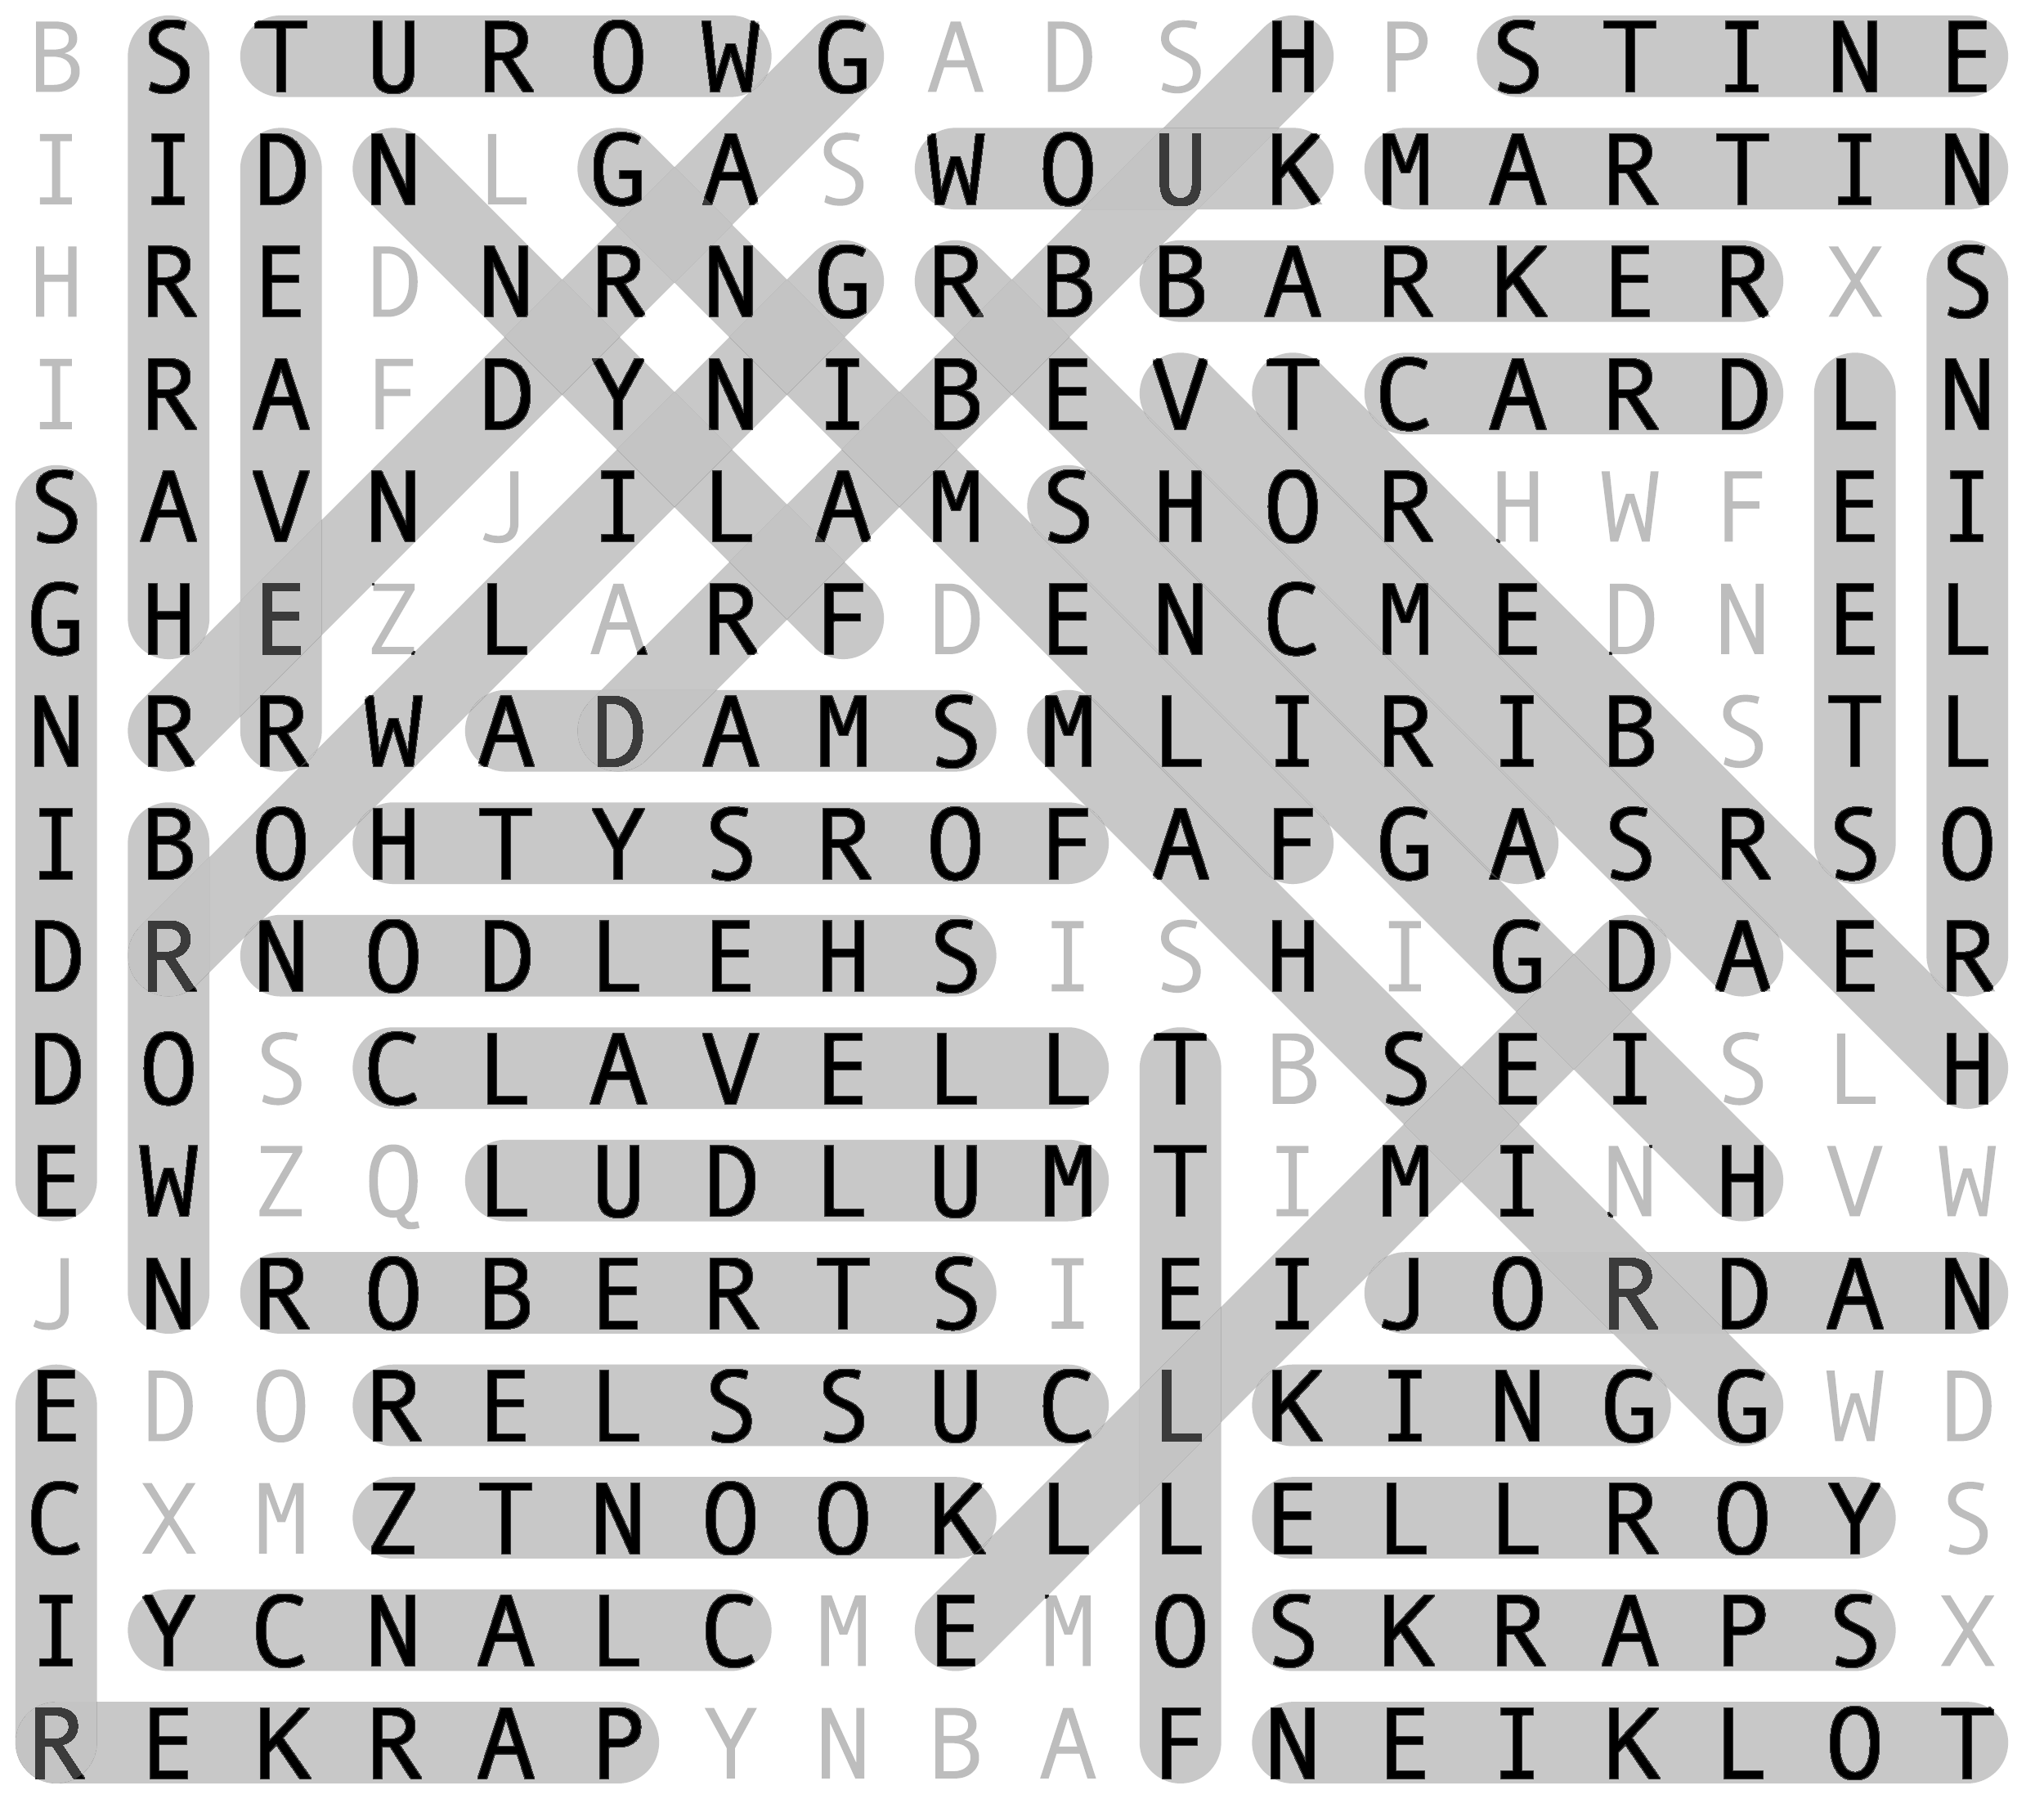 B S T U R O W G A D S H P S T I N E
I I D N L G A S W O U K M A R T I N
H R E D N R N G R B B A R K E R X S
I R A F D Y N I B E V T C A R D L N
S A V N J I L A M S H O R H W F E I
G H E Z L A R F D E N C M E D N E L
N R R W A D A M S M L I R I B S T L
I B O H T Y S R O F A F G A S R S O
D R N O D L E H S I S H I G D A E R
D O S C L A V E L L T B S E I S L H
E W Z Q L U D L U M T I M I N H V W
J N R O B E R T S I E I J O R D A N
E D O R E L S S U C L K I N G G W D
C X M Z T N O O K L L E L L R O Y S
I Y C N A L C M E M O S K R A P S X
R E K R A P Y N B A F N E I K L O T